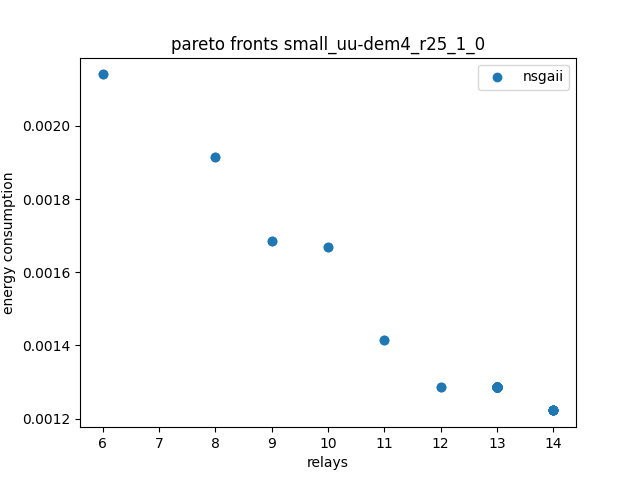 pareto fronts small_uu-dem4_r25_1_0
nsgaii
0.0020
0.0018
0.0016
0.0014
0.0012
energy consumption
6 7 8 9 10 11 12 13 14
relays